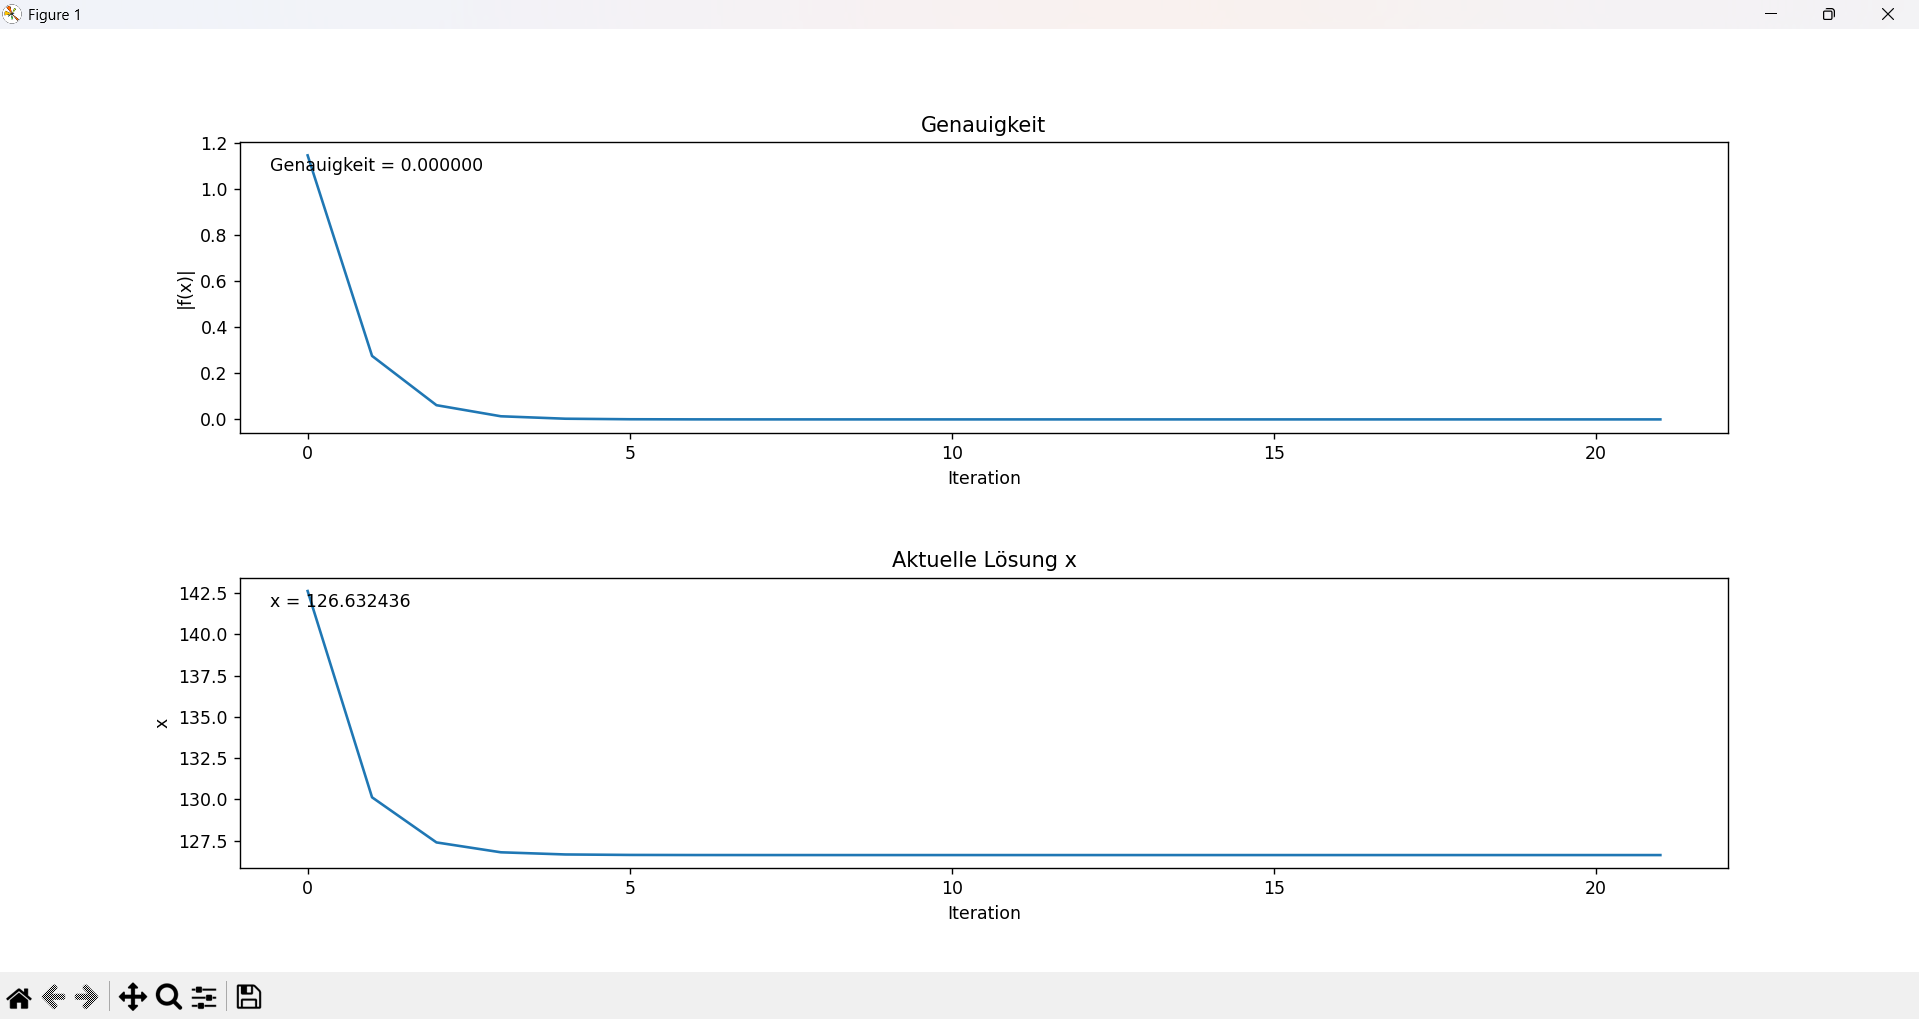 Figure 1
Genauigkeit
Genauigkeit = 0.000000
1.2
1.0
0.8
0.6
0.4
0.2
0.0
|f(x)|
0 5 10 15 20
Iteration
Aktuelle Lösung x
x = 126.632436
142.5
140.0
137.5
135.0
132.5
130.0
127.5
x
0 5 10 15 20
Iteration